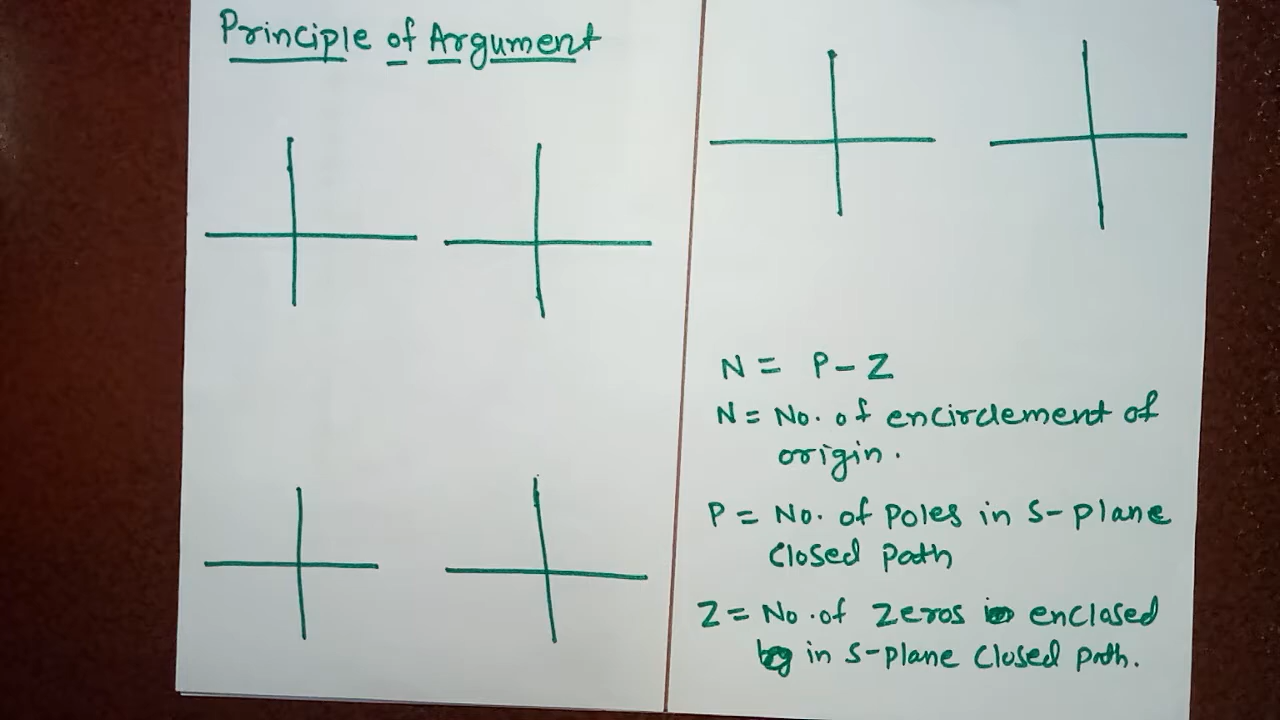 Principle of Argument
N = P - Z
N = No. of encirclement of
origin.
P = No. of Poles in S-plane
Closed path
Z = No. of Zeros enclosed
in S-plane closed path.